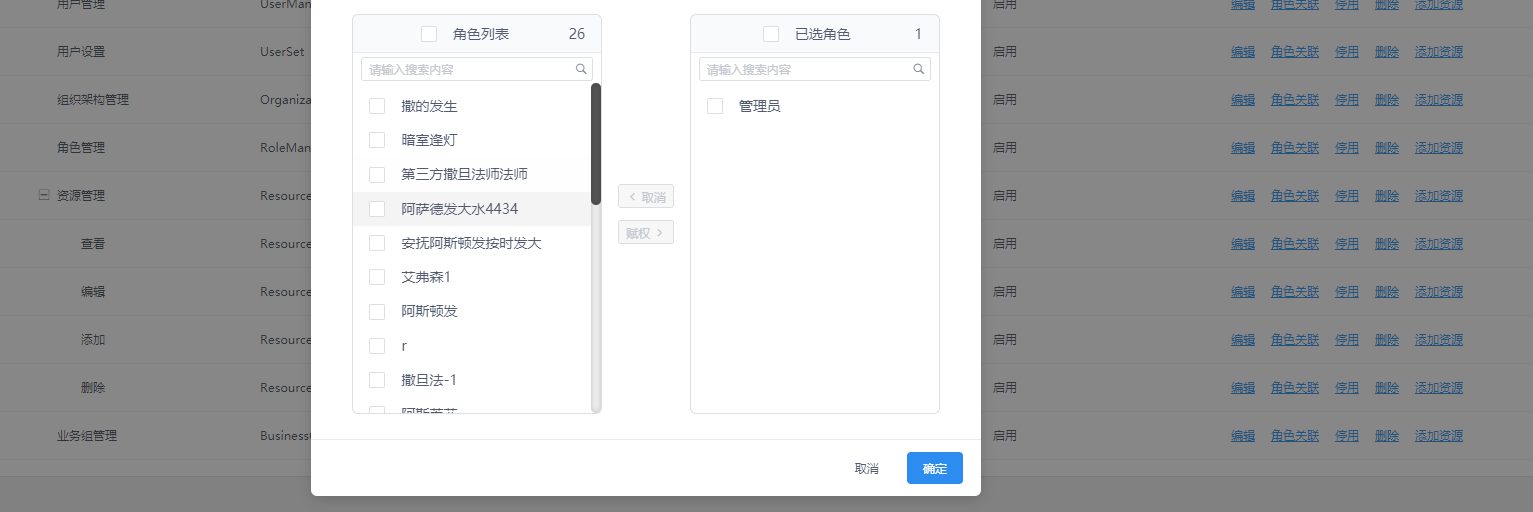 用户管理 UserMan 启用 编辑 角色关联 停用 删除 添加资源
角色列表 26 已选角色 1
用户设置 UserSet 启用 编辑 角色关联 停用 删除 添加资源
请输入搜索内容 请输入搜索内容
组织架构管理 Organiza 启用 编辑 角色关联 停用 删除 添加资源
撒的发生 管理员
暗室逢灯
角色管理 RoleMan 启用 编辑 角色关联 停用 删除 添加资源
第三方撒旦法师法师
资源管理 Resource 启用 编辑 角色关联 停用 删除 添加资源
< 取消
阿萨德发大水4434
赋权 >
查看 Resource 启用 编辑 角色关联 停用 删除 添加资源
安抚阿斯顿发按时发大
艾弗森1
编辑 Resource 启用 编辑 角色关联 停用 删除 添加资源
阿斯顿发
添加 Resource 启用 编辑 角色关联 停用 删除 添加资源
r
撒旦法-1
删除 Resource 启用 编辑 角色关联 停用 删除 添加资源
业务组管理 Business 启用 编辑 角色关联 停用 删除 添加资源
取消 确定